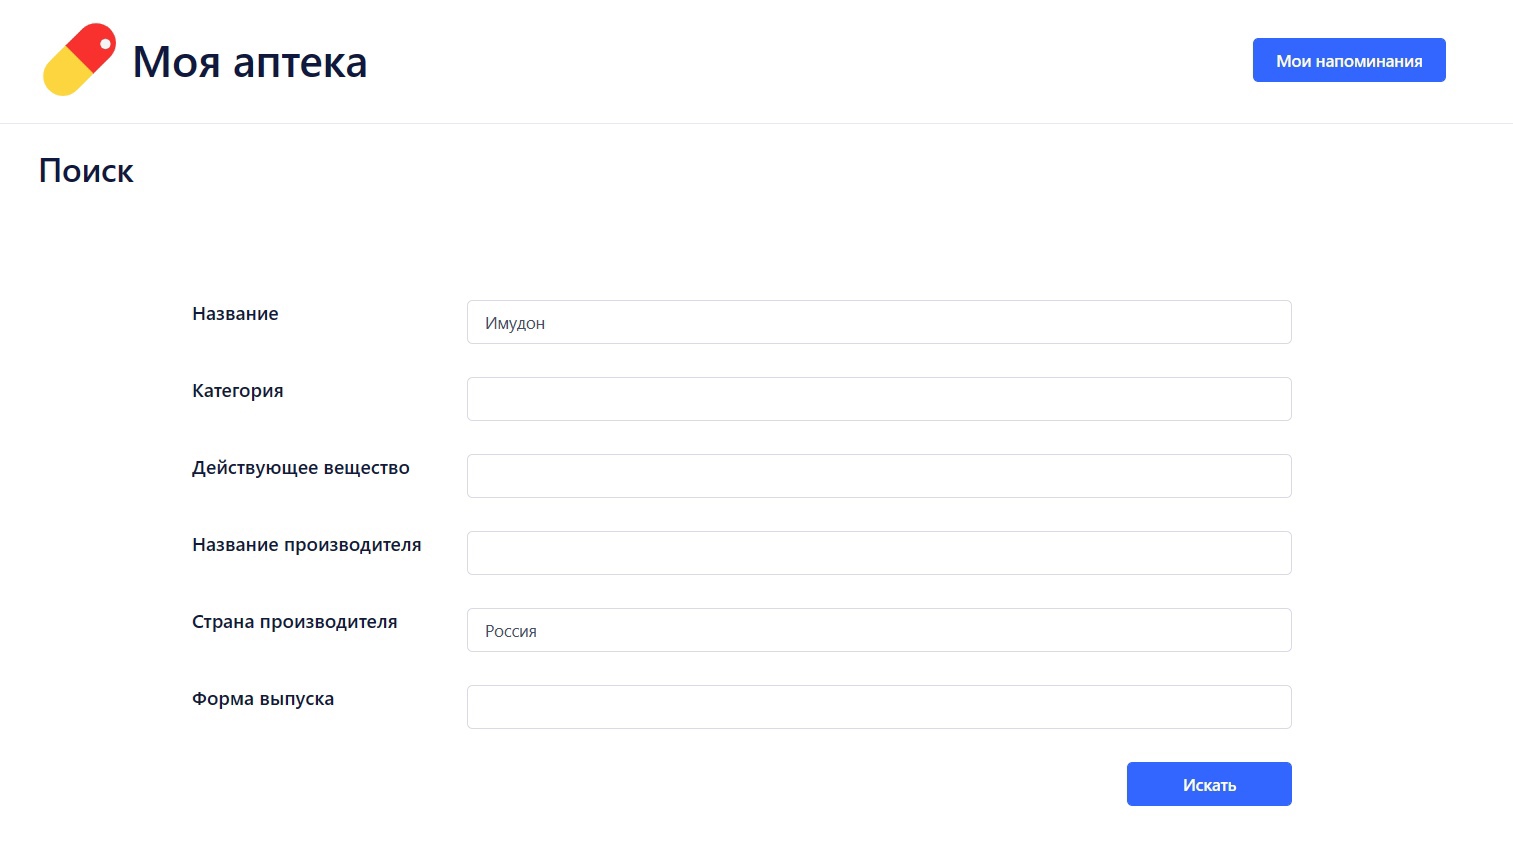 Моя аптека
Мои напоминания
Поиск
Название
Имудон
Категория
Действующее вещество
Название производителя
Страна производителя
Россия
Форма выпуска
Искать